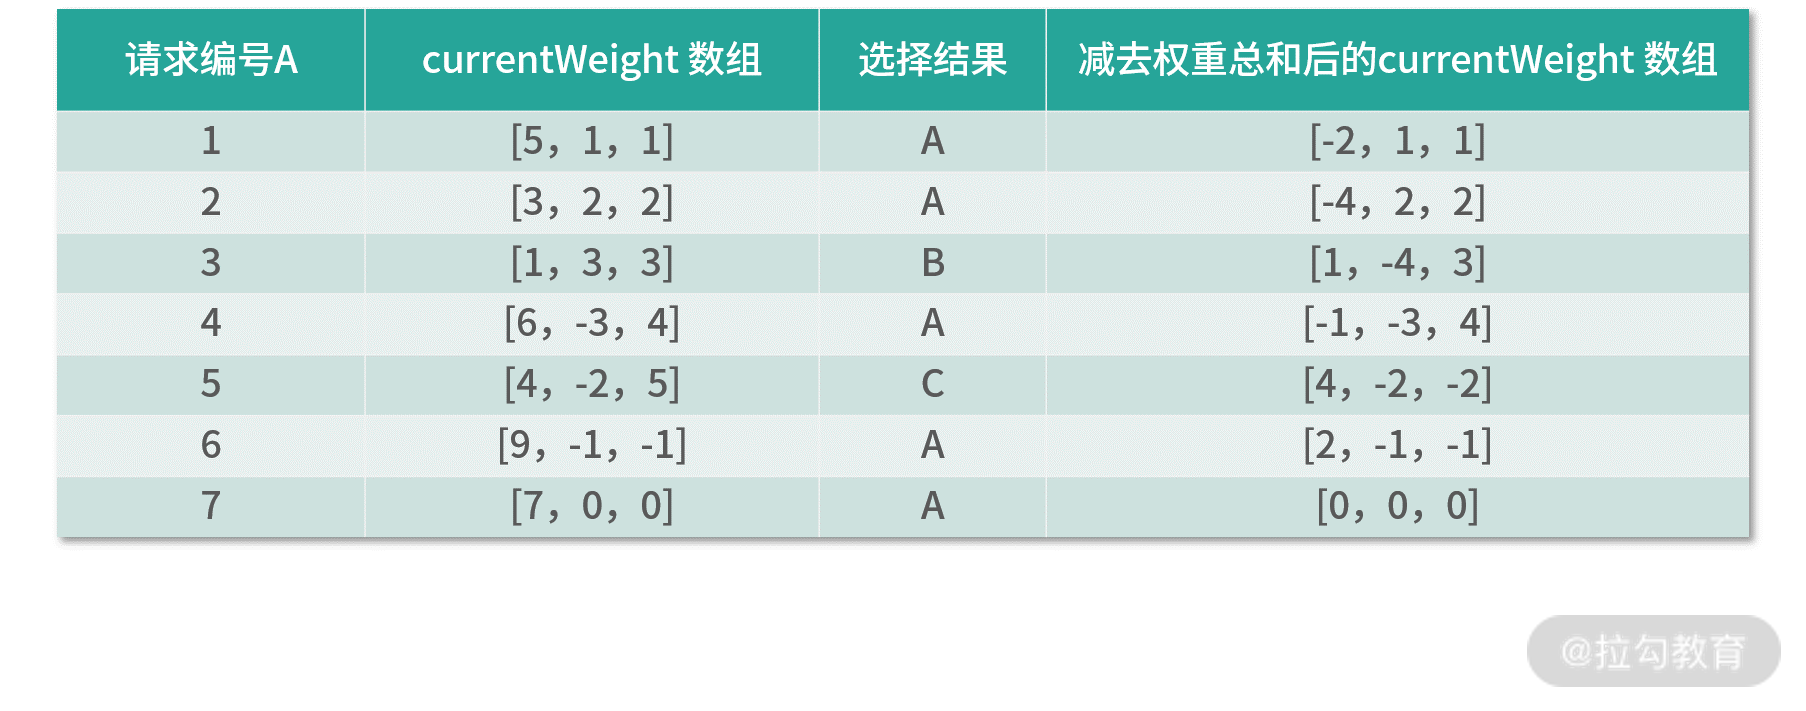 请求编号A currentWeight 数组 选择结果 减去权重总和后的currentWeight 数组
1 [5，1，1] A [-2，1，1]
2 [3，2，2] A [-4，2，2]
3 [1，3，3] B [1，-4，3]
4 [6，-3，4] A [-1，-3，4]
5 [4，-2，5] C [4，-2，-2]
6 [9，-1，-1] A [2，-1，-1]
7 [7，0，0] A [0，0，0]
@拉勾教育